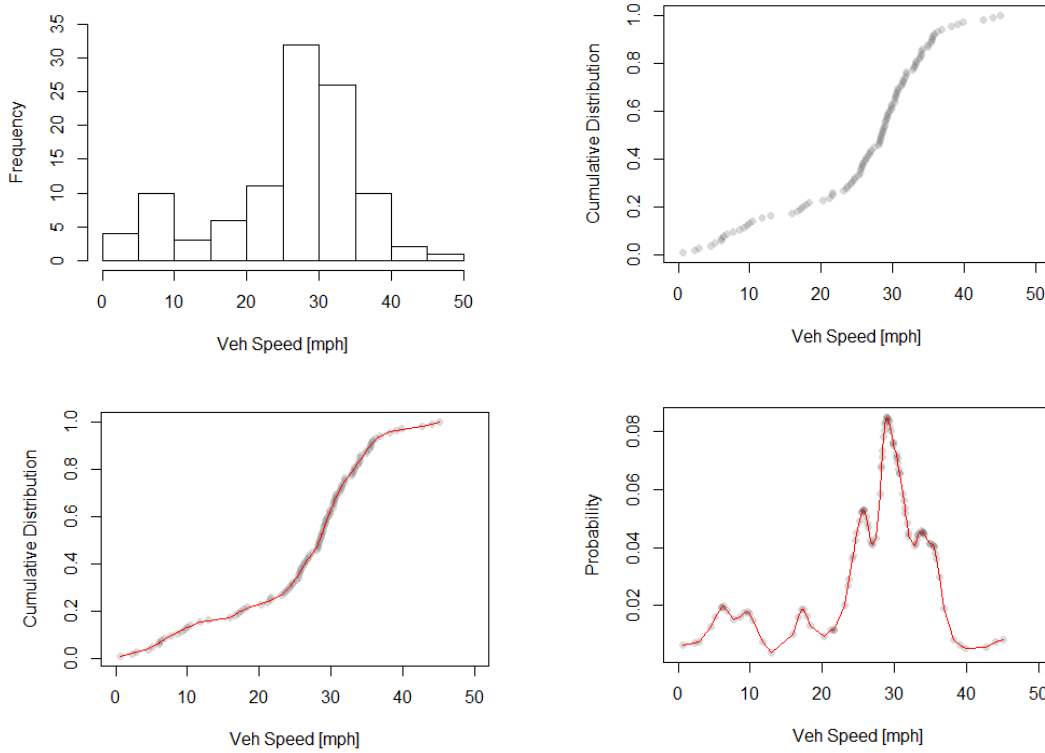 Frequency
0 5 10 15 20 25 30 35
0 10 20 30 40 50
Veh Speed [mph]
Cumulative Distribution
0.0 0.2 0.4 0.6 0.8 1.0
0 10 20 30 40 50
Veh Speed [mph]
Cumulative Distribution
0.0 0.2 0.4 0.6 0.8 1.0
0 10 20 30 40 50
Veh Speed [mph]
Probability
0.02 0.04 0.06 0.08
0 10 20 30 40 50
Veh Speed [mph]